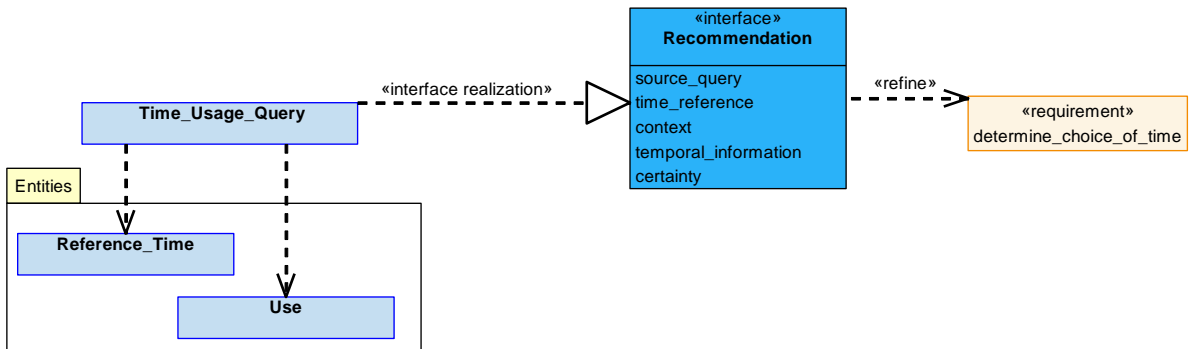 «interface»
Recommendation
source_query
time_reference
context
temporal_information
certainty
«interface realization»
«refine»
«requirement»
determine_choice_of_time
Time_Usage_Query
Entities
Reference_Time
Use